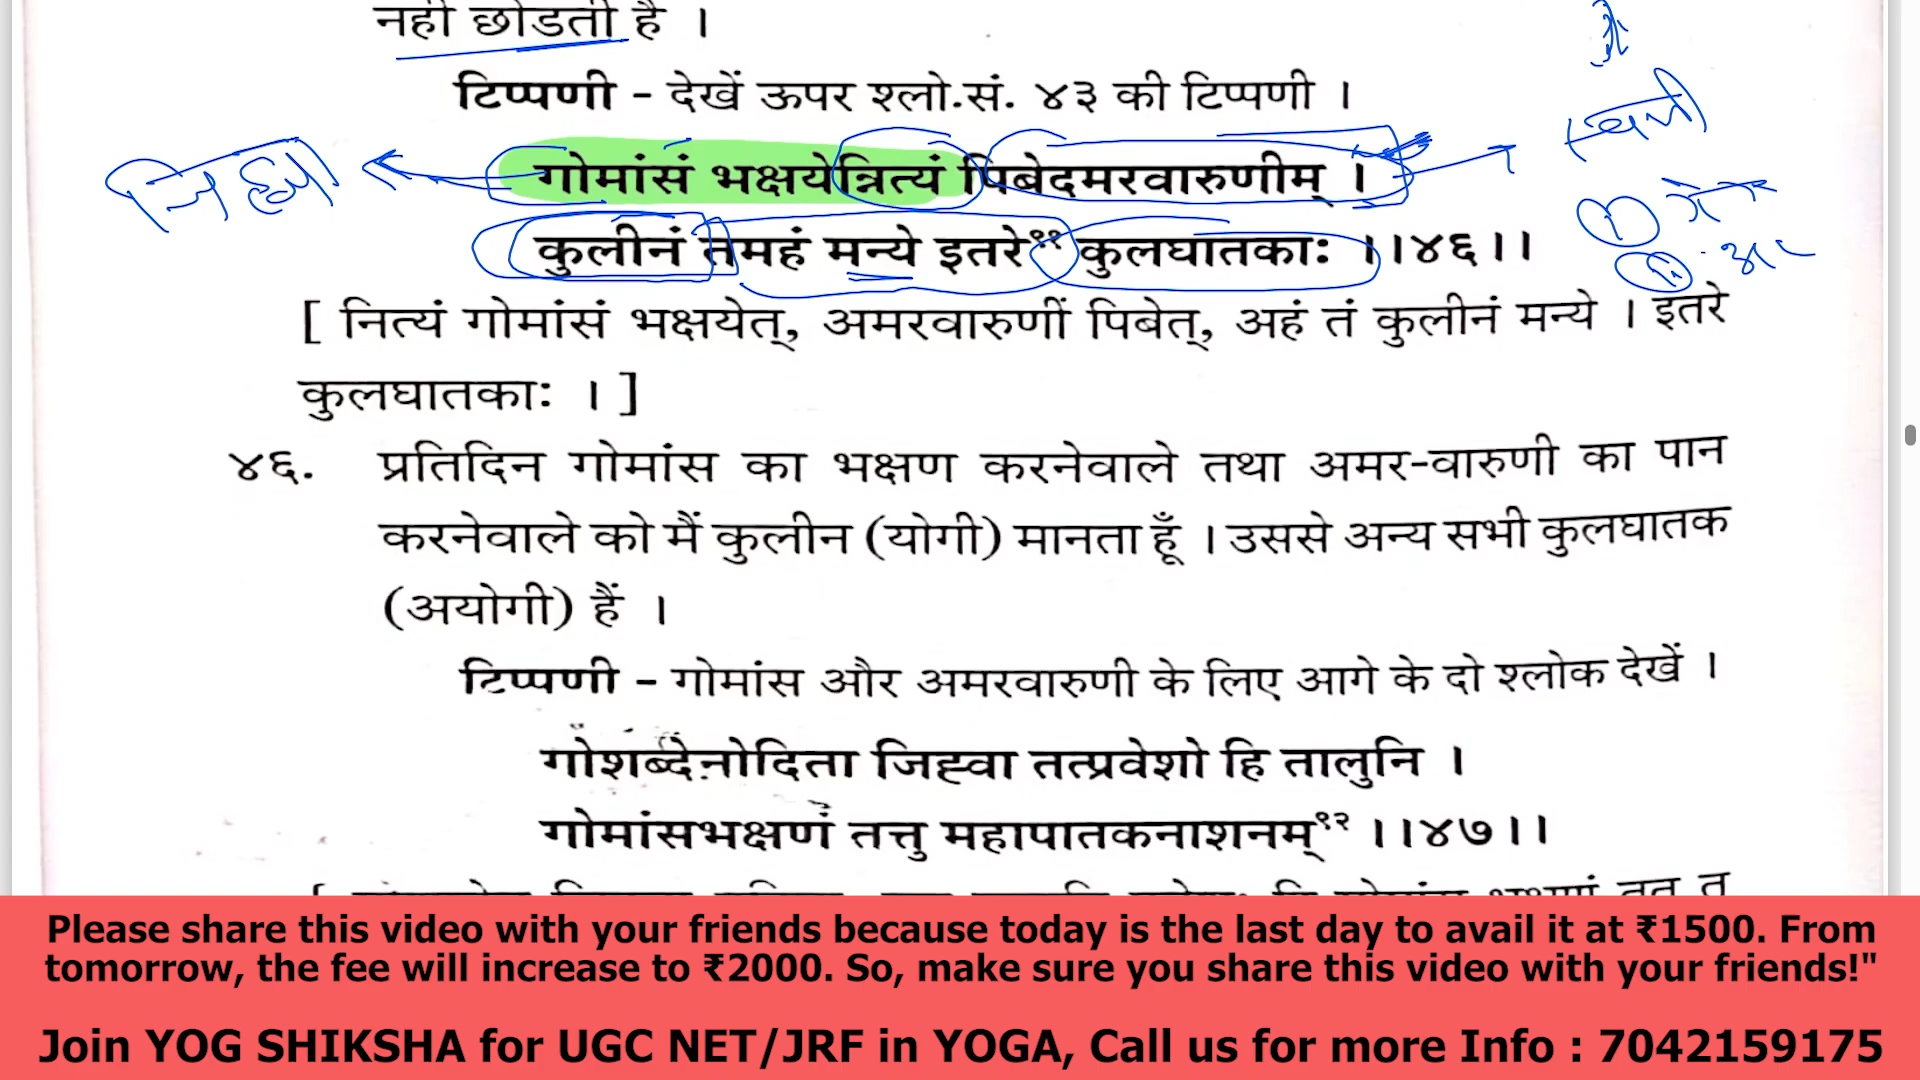 नहीं छोडती है ।
टिप्पणी - देखें ऊपर श्लो.सं. ४३ की टिप्पणी ।
जिह्वा
गोमांसं भक्षयेन्नित्यं पिबेदमरवारुणीम् ।
कुलीनं तमहं मन्ये इतरे११ कुलघातकाः ।।४६।।
[ नित्यं गोमांसं भक्षयेत्, अमरवारुणीं पिबेत्, अहं तं कुलीनं मन्ये । इतरे
कुलघातकाः । ]
४६. प्रतिदिन गोमांस का भक्षण करनेवाले तथा अमर-वारुणी का पान
करनेवाले को मैं कुलीन (योगी) मानता हूँ । उससे अन्य सभी कुलघातक
(अयोगी) हैं ।
टिप्पणी - गोमांस और अमरवारुणी के लिए आगे के दो श्लोक देखें ।
गोशब्देनोदिता जिह्वा तत्प्रवेशो हि तालुनि ।
गोमांसभक्षणं तत्तु महापातकनाशनम्१२ ।।४७।।
Please share this video with your friends because today is the last day to avail it at ₹1500. From
tomorrow, the fee will increase to ₹2000. So, make sure you share this video with your friends!"
Join YOG SHIKSHA for UGC NET/JRF in YOGA, Call us for more Info : 7042159175